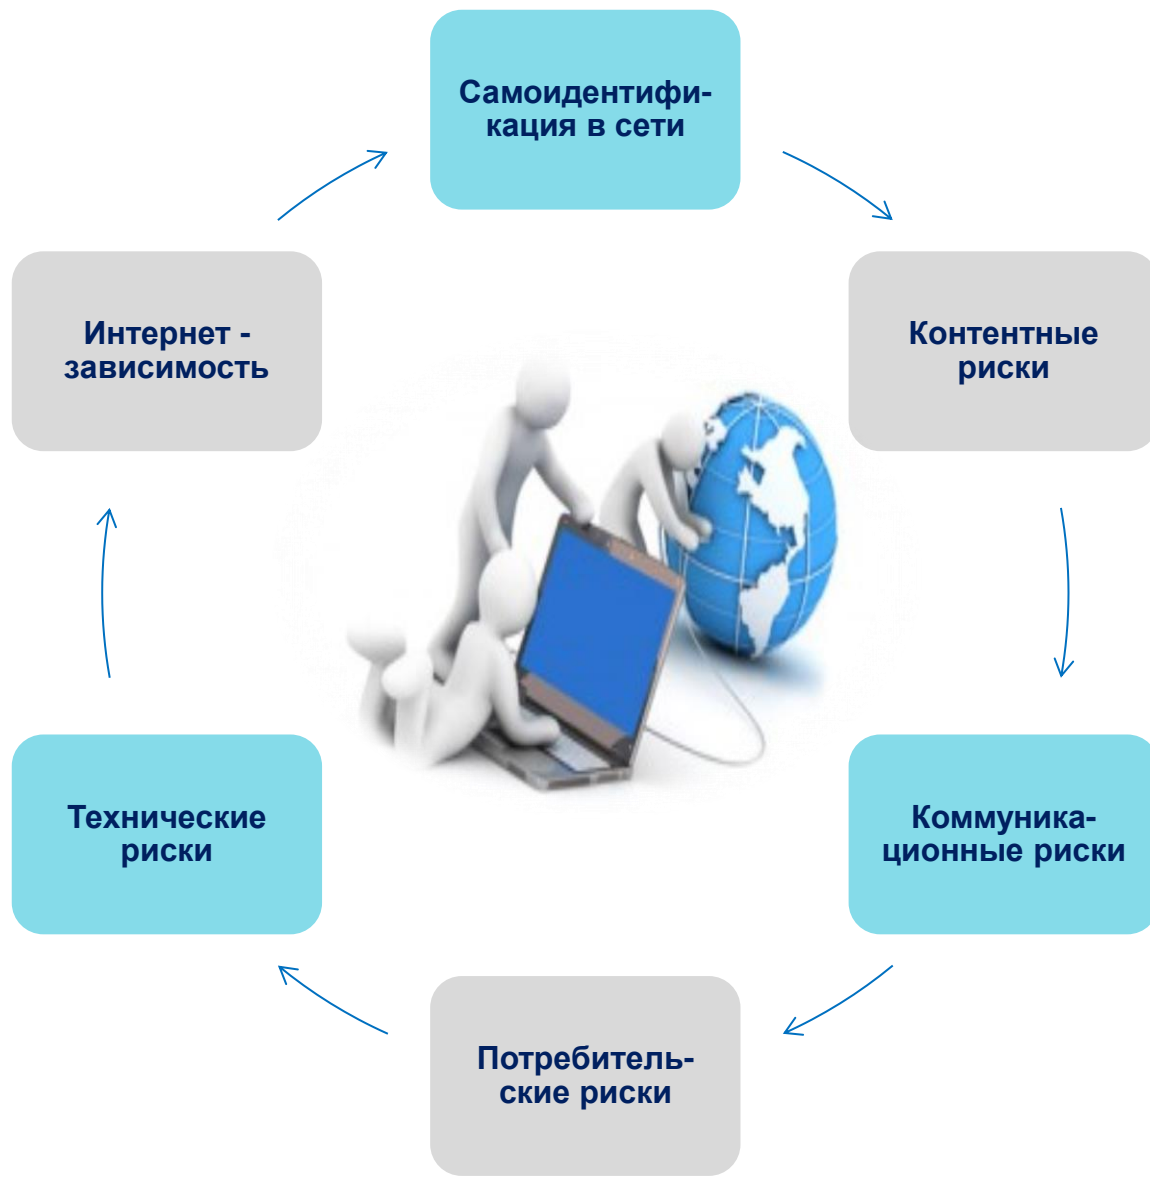 Самоидентифи-
кация в сети
Контентные
риски
Коммуника-
ционные риски
Потребитель-
ские риски
Технические
риски
Интернет -
зависимость